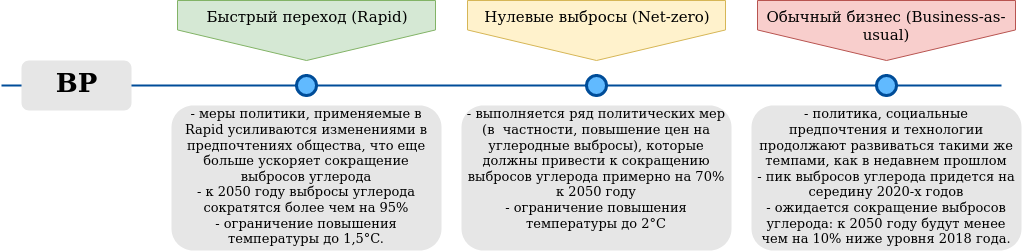 Быстрый переход (Rapid)
Нулевые выбросы (Net-zero)
Обычный бизнес (Business-as-
usual)
BP
- меры политики, применяемые в
Rapid усиливаются изменениями в
предпочтениях общества, что еще
больше ускоряет сокращение
выбросов углерода
- к 2050 году выбросы углерода
сократятся более чем на 95%
- ограничение повышения
температуры до 1,5°C.
- выполняется ряд политических мер
(в частности, повышение цен на
углеродные выбросы), которые
должны привести к сокращению
выбросов углерода примерно на 70%
к 2050 году
- ограничение повышения
температуры до 2°C
- политика, социальные
предпочтения и технологии
продолжают развиваться такими же
темпами, как в недавнем прошлом
- пик выбросов углерода придется на
середину 2020-х годов
- ожидается сокращение выбросов
углерода: к 2050 году будут менее
чем на 10% ниже уровня 2018 года.